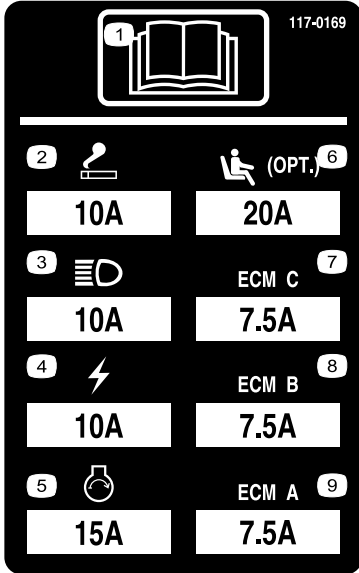 1 117-0169
2 (OPT.) 6
10A 20A
3 ECM C 7
10A 7.5A
4 ECM B 8
10A 7.5A
5 ECM A 9
15A 7.5A